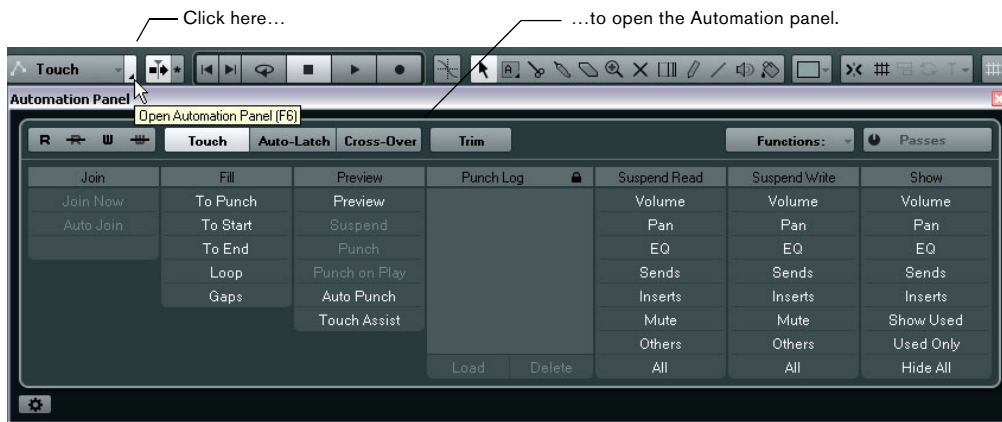 Click here…
…to open the Automation panel.
Touch
Automation Panel
Open Automation Panel (F6)
R R W W Touch Auto-Latch Cross-Over Trim Functions: Passes
Join Fill Preview Punch Log Suspend Read Suspend Write Show
Join Now To Punch Preview Volume Volume Volume
Auto Join To Start Suspend Pan Pan Pan
To End Punch EQ EQ EQ
Loop Punch on Play Sends Sends Sends
Gaps Auto Punch Inserts Inserts Inserts
Touch Assist Mute Mute Show Used
Others Others Used Only
Load Delete All All Hide All